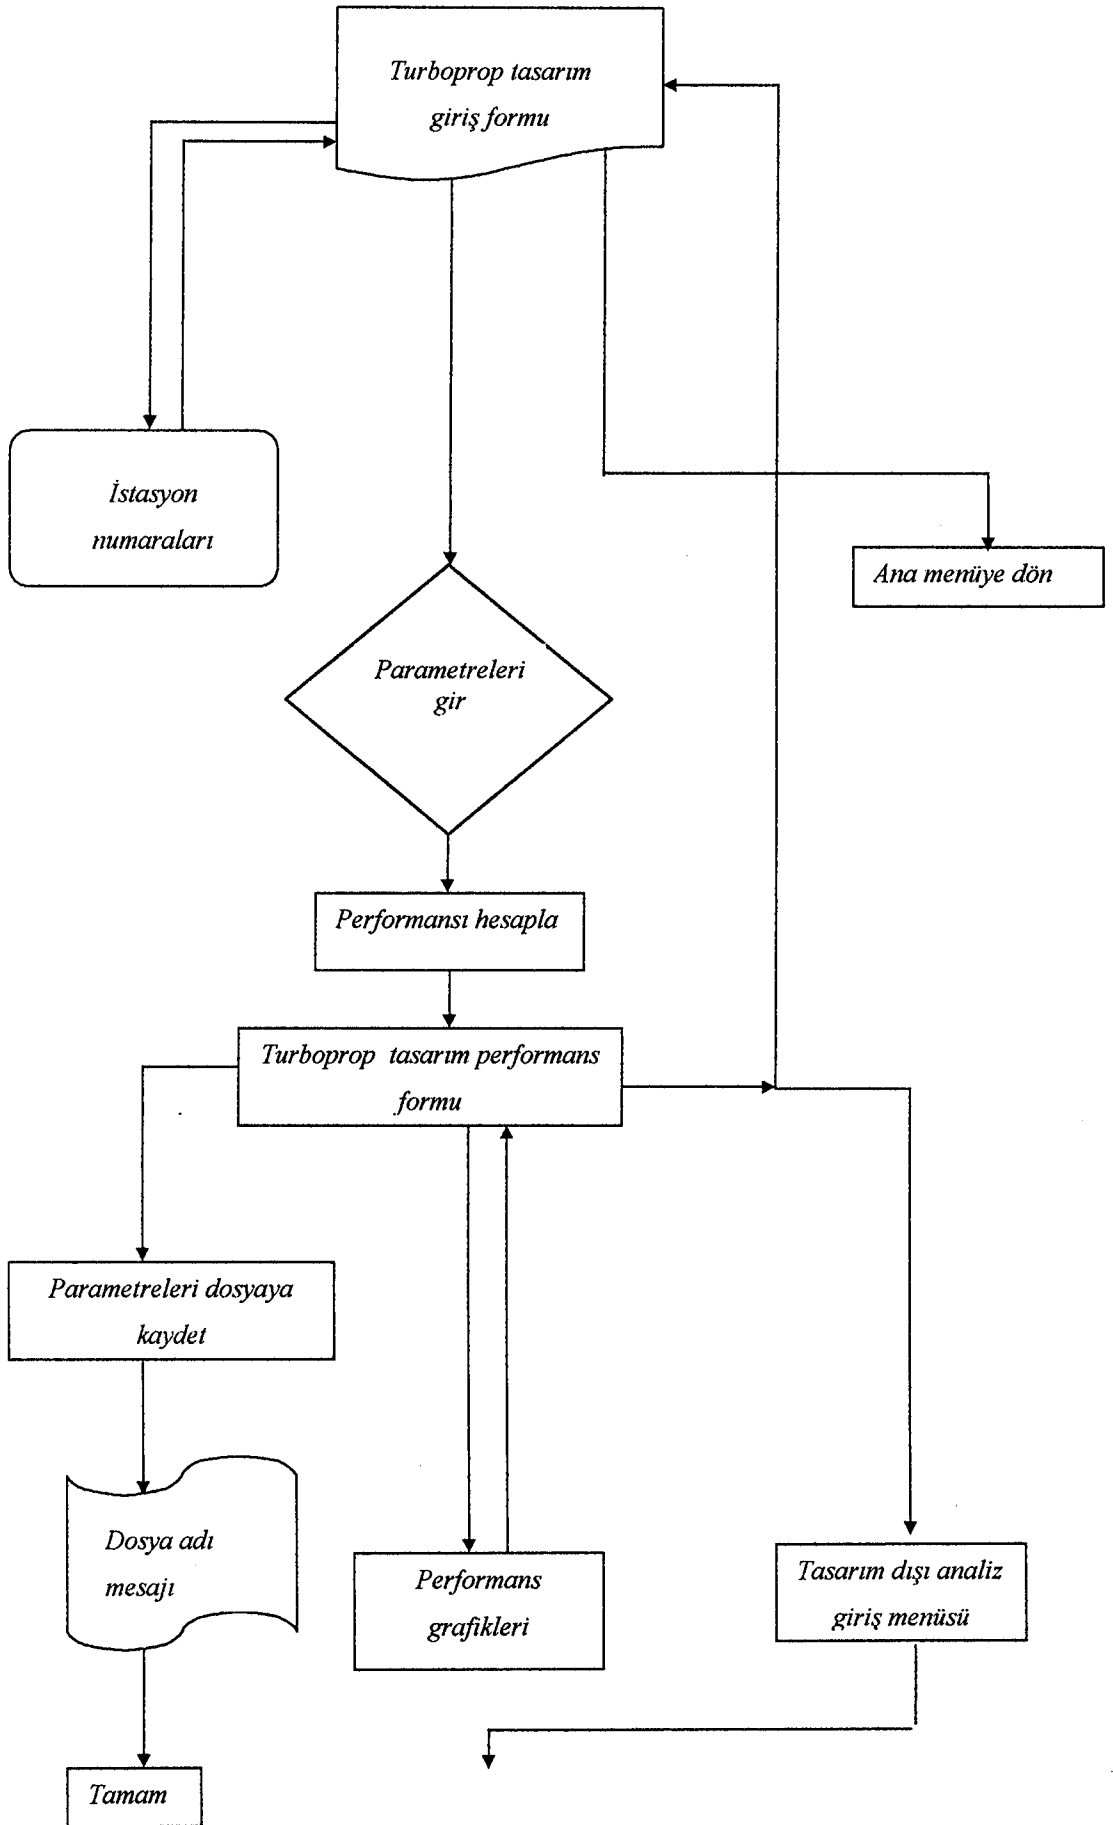 Turboprop tasarım
giriş formu
İstasyon
numaraları
Ana menüye dön
Parametreleri
gir
Performansı hesapla
Turboprop tasarım performans
formu
Parametreleri dosyaya
kaydet
Dosya adı
mesajı
Performans
grafikleri
Tasarım dışı analiz
giriş menüsü
Tamam